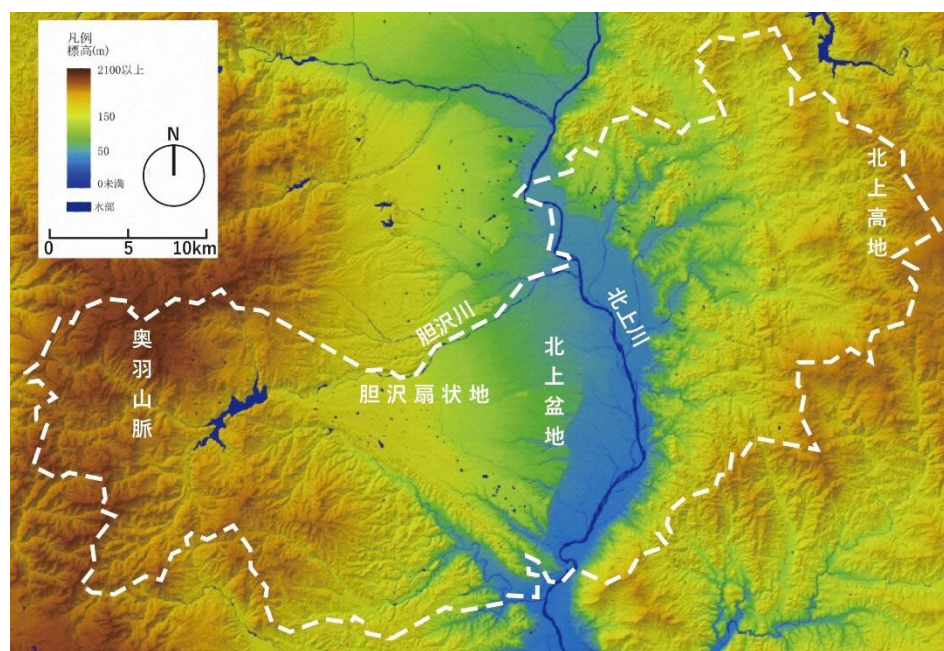 凡例
標高(m)
2100以上
150
50
0未満
水部
N
0 5 10km
北上高地
奥羽山脈
胆沢川
北上川
胆沢扇状地
北上盆地